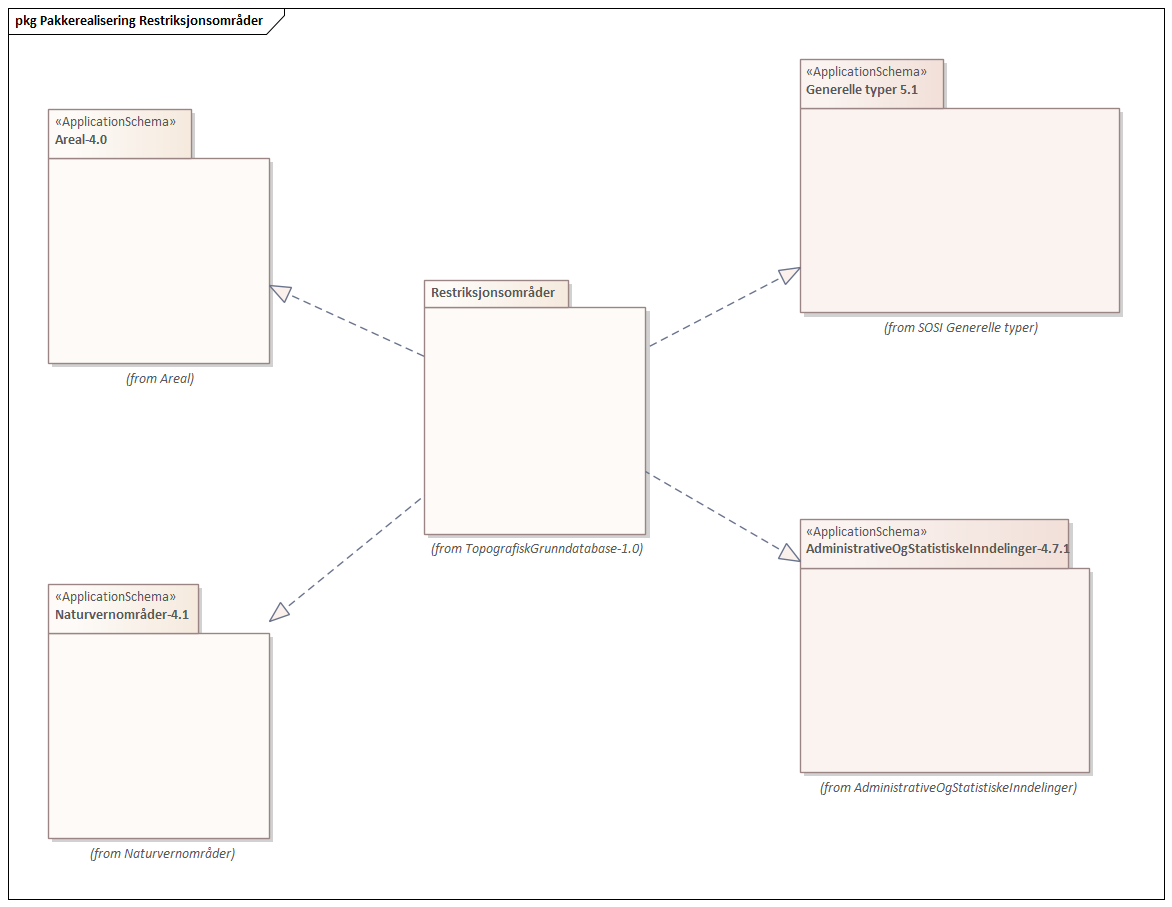 pkg Pakkerealisering Restriksjonsområder
«ApplicationSchema»
Areal-4.0
(from Areal)
«ApplicationSchema»
Generelle typer 5.1
(from SOSI Generelle typer)
Restriksjonsområder
(from TopografiskGrunndatabase-1.0)
«ApplicationSchema»
Naturvernområder-4.1
(from Naturvernområder)
«ApplicationSchema»
AdministrativeOgStatistiskeInndelinger-4.7.1
(from AdministrativeOgStatistiskeInndelinger)